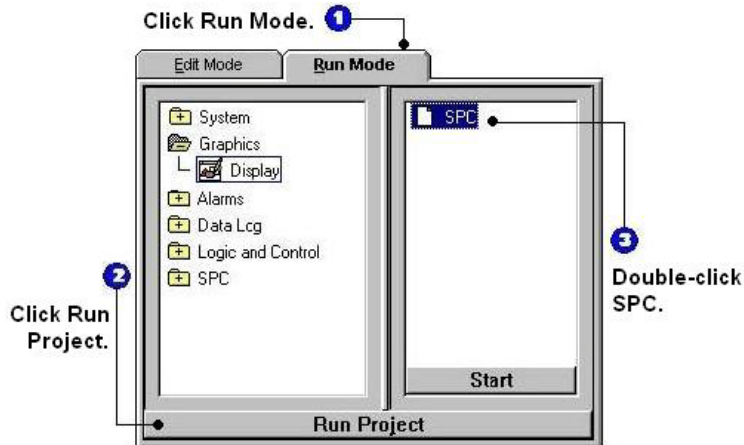 Click Run Mode. 1
Edit Mode
Run Mode
System
Graphics
Display
Alarms
Data Lcg
Logic and Control
SPC
SPC
Start
Run Project
2
Click Run
Project.
3
Double-click
SPC.